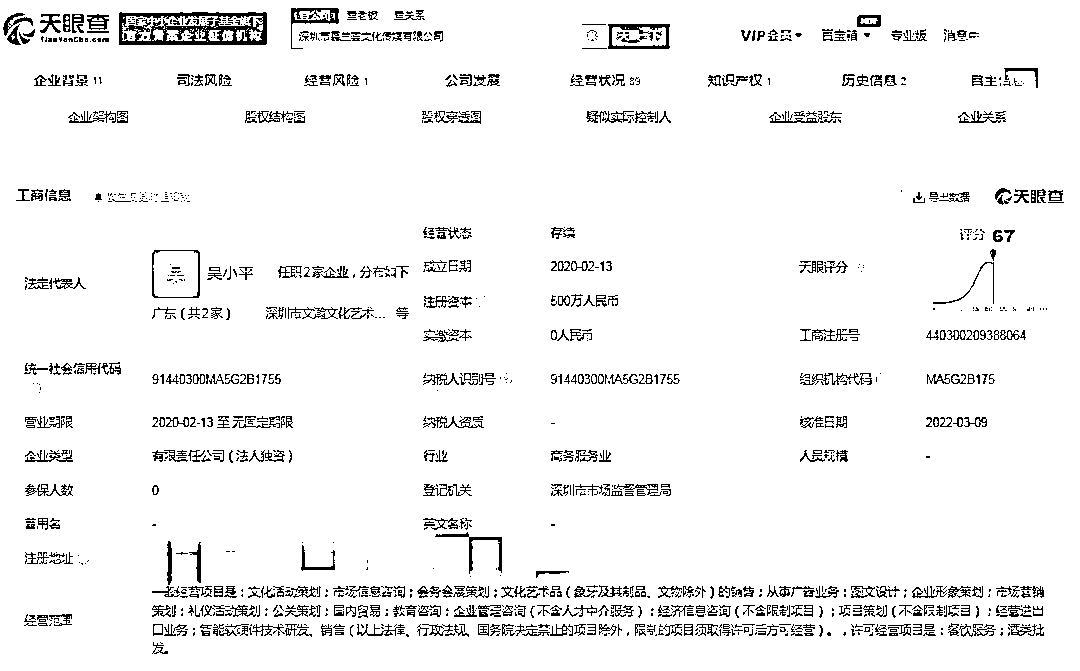 天眼查 国家中小企业发展子基金旗下 查公司 查老板 查关系
TianYanCha.com 官方备案企业征信机构 VIP会员 百宝箱 专业版 消息中
企业背景 11 司法风险 经营风险 1 公司发展 经营状况 89 知识产权 1 历史信息 2 自主信息
企业架构图 股权结构图 股权穿透图 疑似实际控制人 企业受益股东 企业关系
工商信息 导出数据 天眼查
经营状态 存续 评分 67
法定代表人 吴 吴小平 任职2家企业，分布如下 成立日期 2020-02-13 天眼评分
广东（共2家） 深圳市文瀚文化艺术... 等 注册资本 500万人民币
实缴资本 0人民币 工商注册号 440300209388064
统一社会信用代码 91440300MA5G2B1755 纳税人识别号 91440300MA5G2B1755 组织机构代码 MA5G2B175
营业期限 2020-02-13 至 无固定期限 纳税人资质 - 核准日期 2022-03-09
企业类型 有限责任公司（法人独资） 行业 商务服务业 人员规模 -
参保人数 0 登记机关 深圳市市场监督管理局
曾用名 - 英文名称 -
注册地址
经营范围 一般经营项目是：文化活动策划；市场信息咨询；会务会展策划；文化艺术品（象牙及其制品、文物除外）的销售；从事广告业务；图文设计；企业形象策划；市场营销
策划；礼仪活动策划；公关策划；国内贸易；教育咨询；企业管理咨询（不含人才中介服务）；经济信息咨询（不含限制项目）；项目策划（不含限制项目）；经营进出
口业务；智能软硬件技术研发、销售（以上法律、行政法规、国务院决定禁止的项目除外，限制的项目须取得许可后方可经营）。，许可经营项目是：餐饮服务；酒类批
发。